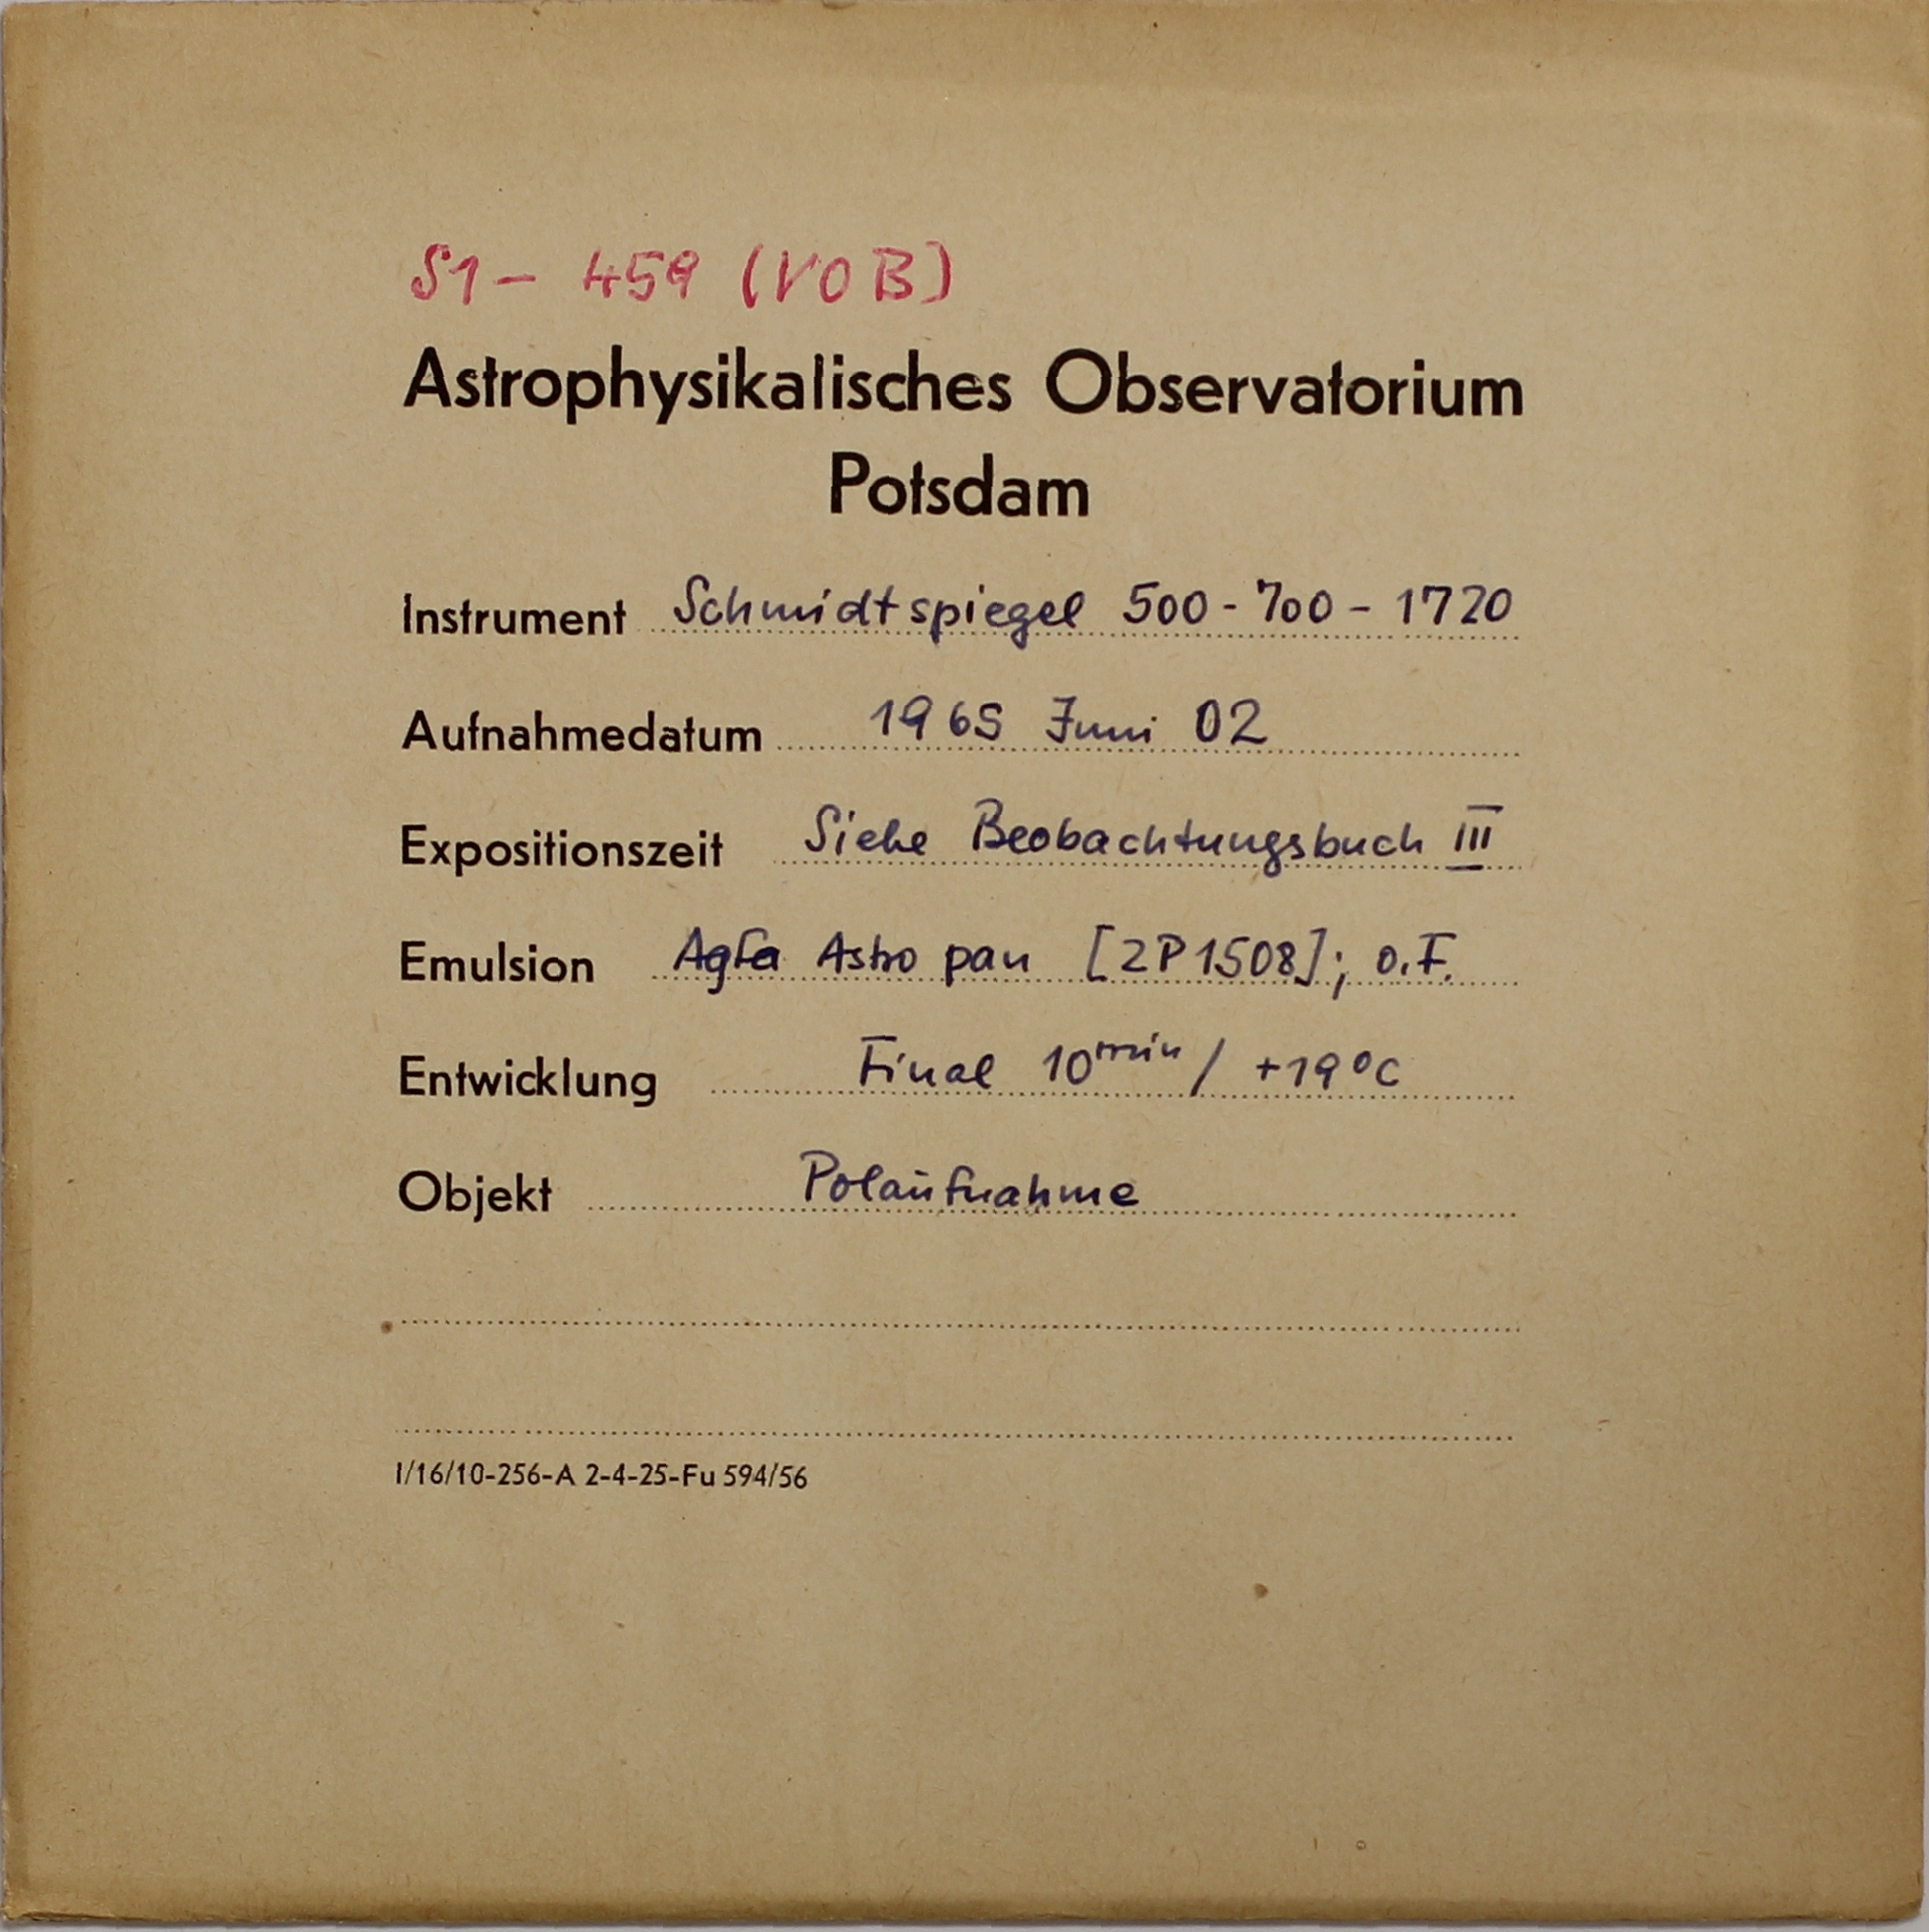 S1 - 459 (VOB)
Astrophysikalisches Observatorium
Potsdam
Instrument Schmidtspiegel 500 - 700 - 1720
Aufnahmedatum 1965 Juni 02
Expositionszeit Siehe Beobachtungsbuch III
Emulsion Agfa Astro pan [2P1508]; o.F.
Entwicklung Final 10min / +19°C
Objekt Polaufnahme
I/16/10-256-A 2-4-25-Fu 594/56